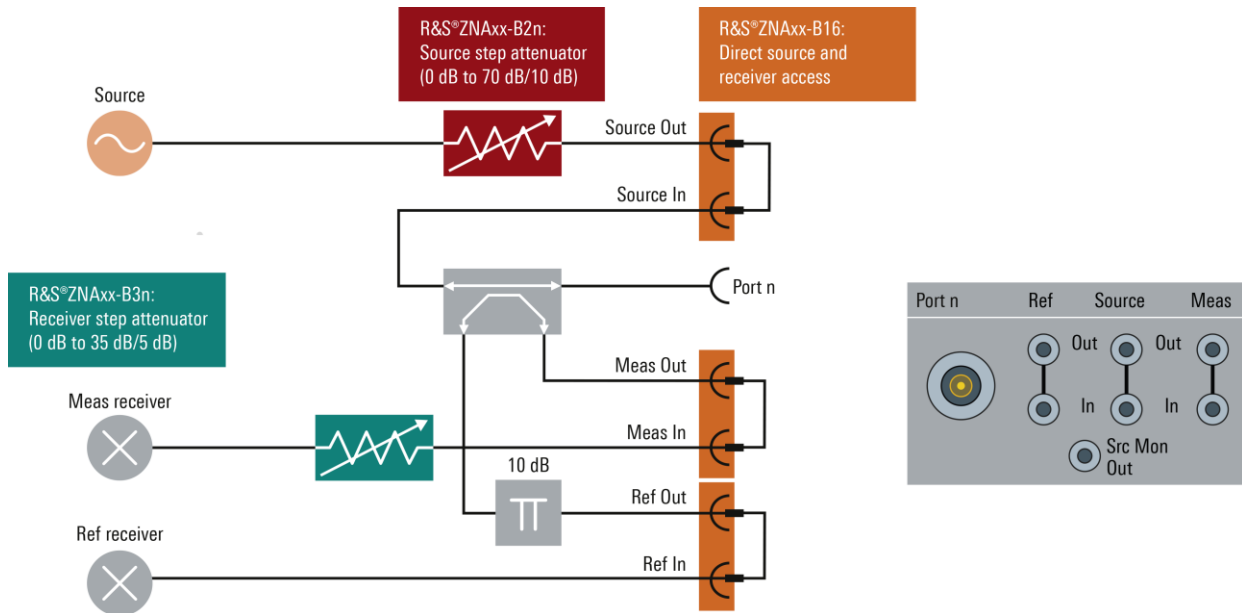 R&S®ZNAxx-B2n:
Source step attenuator
(0 dB to 70 dB/10 dB)
R&S®ZNAxx-B16:
Direct source and
receiver access
Source
Source Out
Source In
R&S®ZNAxx-B3n:
Receiver step attenuator
(0 dB to 35 dB/5 dB)
Port n
Meas Out
Meas receiver
Meas In
10 dB
Ref Out
Ref receiver
Ref In
Port n Ref Source Meas
Out Out
In In
Src Mon
Out